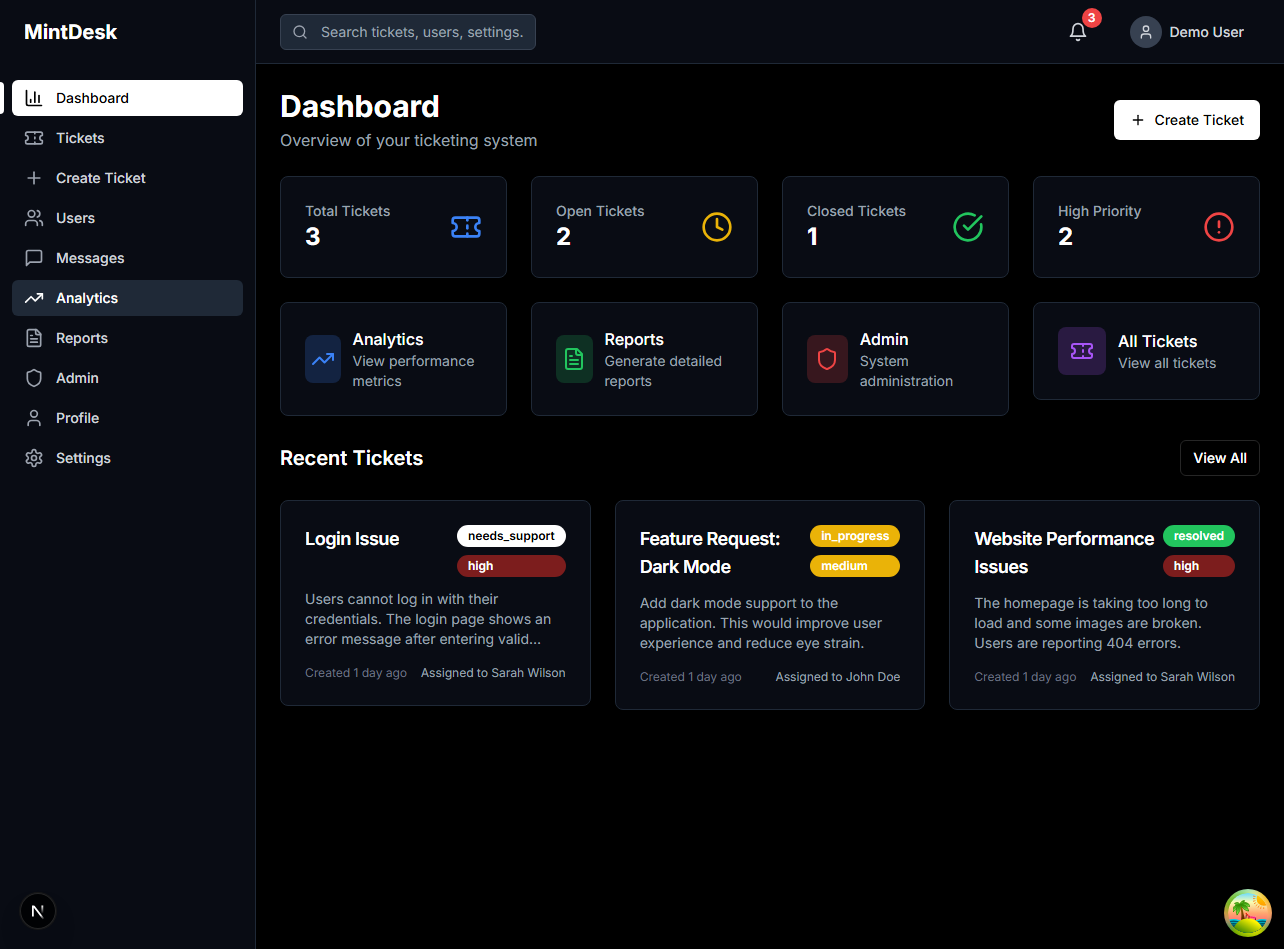 MintDesk
Search tickets, users, settings.
3
Demo User
Dashboard
Tickets
Create Ticket
Users
Messages
Analytics
Reports
Admin
Profile
Settings
Dashboard
Overview of your ticketing system
Create Ticket
Total Tickets
3
Open Tickets
2
Closed Tickets
1
High Priority
2
Analytics
View performance
metrics
Reports
Generate detailed
reports
Admin
System
administration
All Tickets
View all tickets
Recent Tickets
View All
Login Issue
needs_support
high
Users cannot log in with their
credentials. The login page shows an
error message after entering valid...
Created 1 day ago
Assigned to Sarah Wilson
Feature Request:
Dark Mode
in_progress
medium
Add dark mode support to the
application. This would improve user
experience and reduce eye strain.
Created 1 day ago
Assigned to John Doe
Website Performance
Issues
resolved
high
The homepage is taking too long to
load and some images are broken.
Users are reporting 404 errors.
Created 1 day ago
Assigned to Sarah Wilson
N